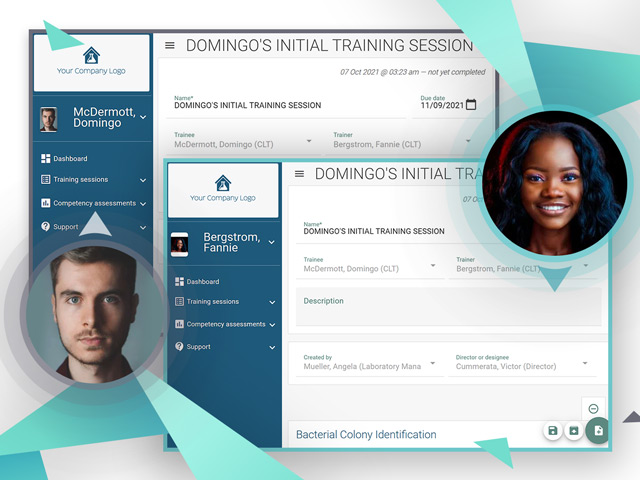 Your Company Logo
McDermott,
Domingo
Dashboard
Training sessions
Competency assessments
Support
DOMINGO'S INITIAL TRAINING SESSION
07 Oct 2021 @ 03:23 am — not yet completed
Name*
DOMINGO'S INITIAL TRAINING SESSION
Due date
11/09/2021
Trainee
McDermott, Domingo (CLT)
Trainer
Bergstrom, Fannie (CLT)
Your Company Logo
Bergstrom,
Fannie
Dashboard
Training sessions
Competency assessments
Support
DOMINGO'S INITIAL TRA
07 Oc
Name*
DOMINGO'S INITIAL TRAINING SESSION
Trainee
McDermott, Domingo (CLT)
Trainer
Bergstrom, Fannie (CLT)
Description
Created by
Mueller, Angela (Laboratory Mana
Director or designee
Cummerata, Victor (Director)
Bacterial Colony Identification